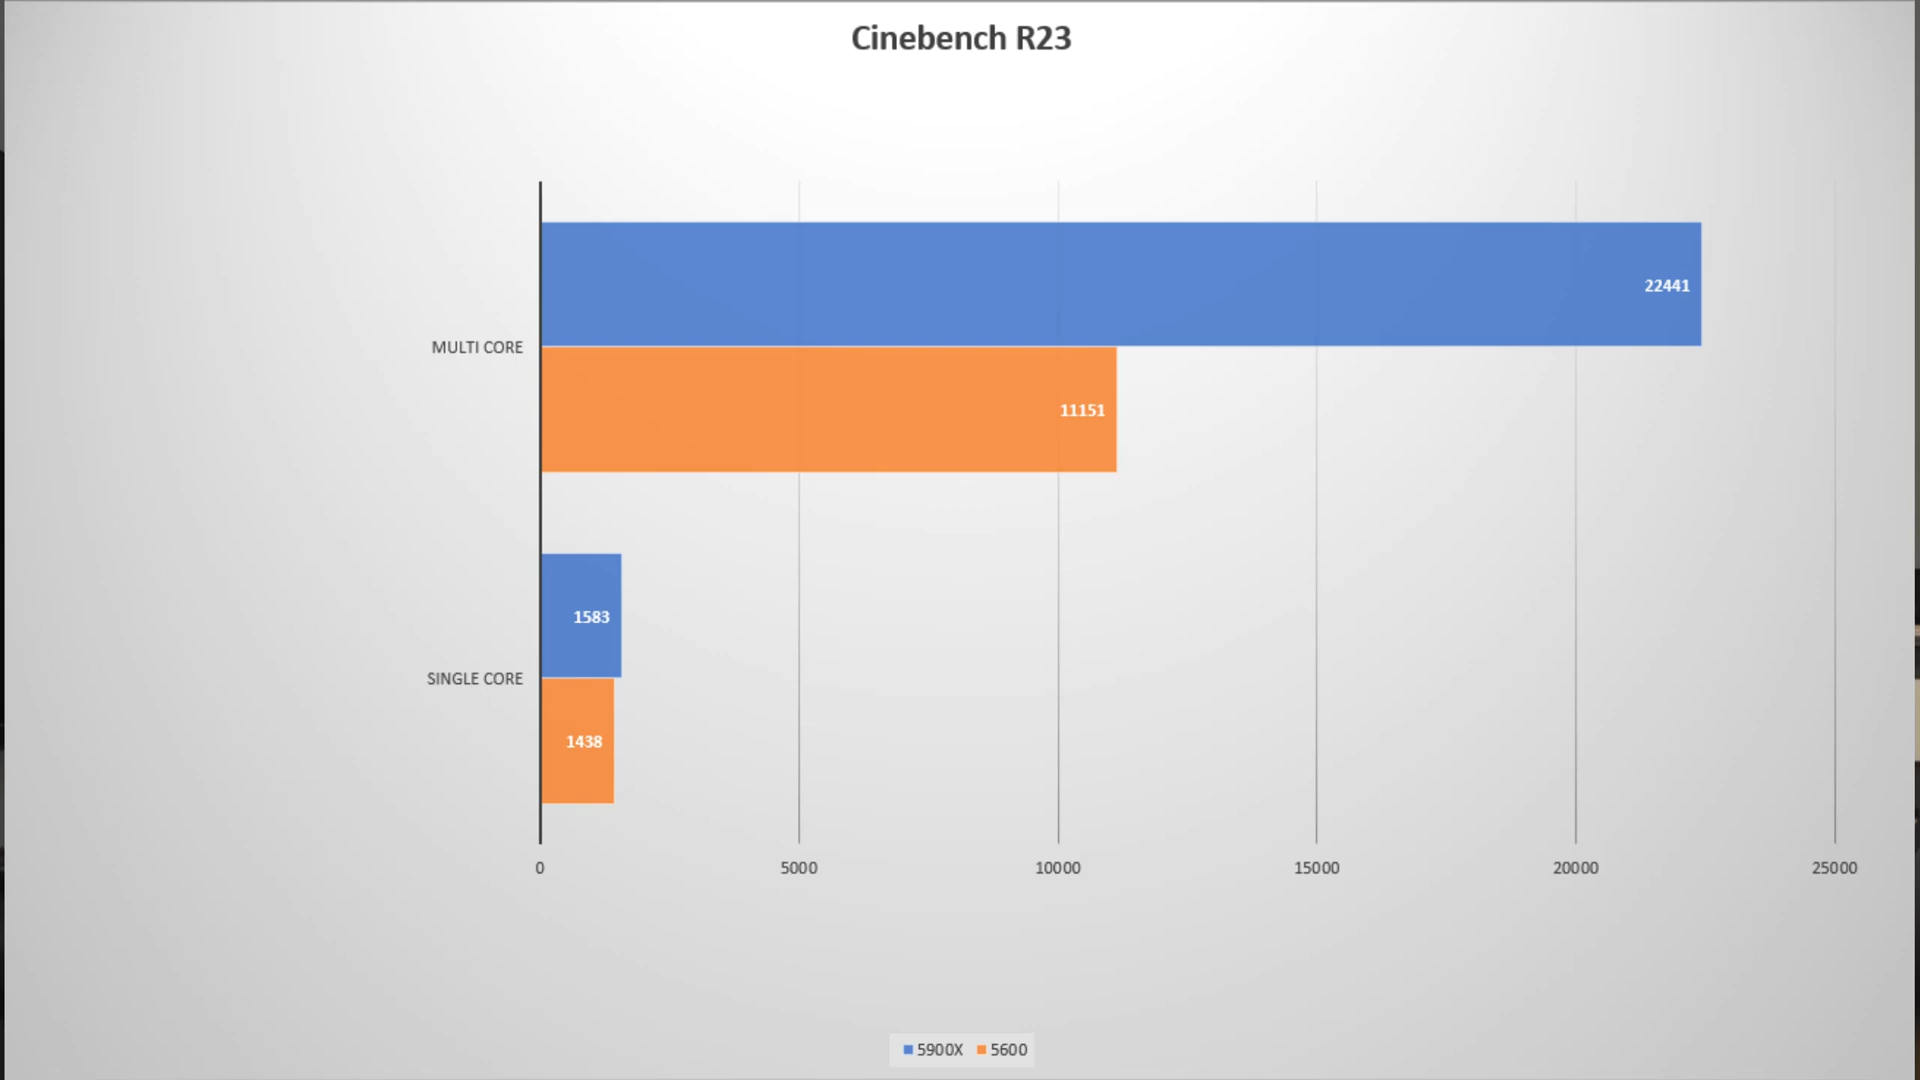 Cinebench R23
22441
MULTI CORE
11151
1583
SINGLE CORE
1438
0 5000 10000 15000 20000 25000
5900X 5600